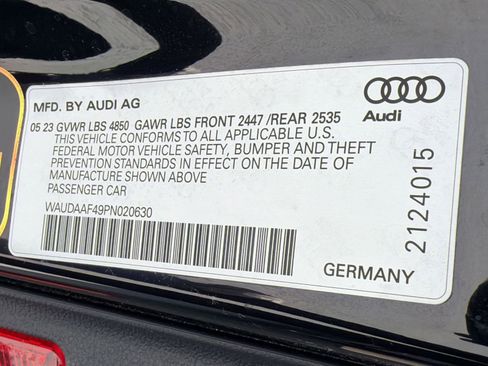 MFD. BY AUDI AG
05 23 GVWR LBS 4850 GAWR LBS FRONT 2447 /REAR 2535
THIS VEHICLE CONFORMS TO ALL APPLICABLE U.S.
FEDERAL MOTOR VEHICLE SAFETY, BUMPER AND THEFT
PREVENTION STANDARDS IN EFFECT ON THE DATE OF
MANUFACTURE SHOWN ABOVE
PASSENGER CAR
WAUDAAF49PN020630
Audi
2124015
GERMANY